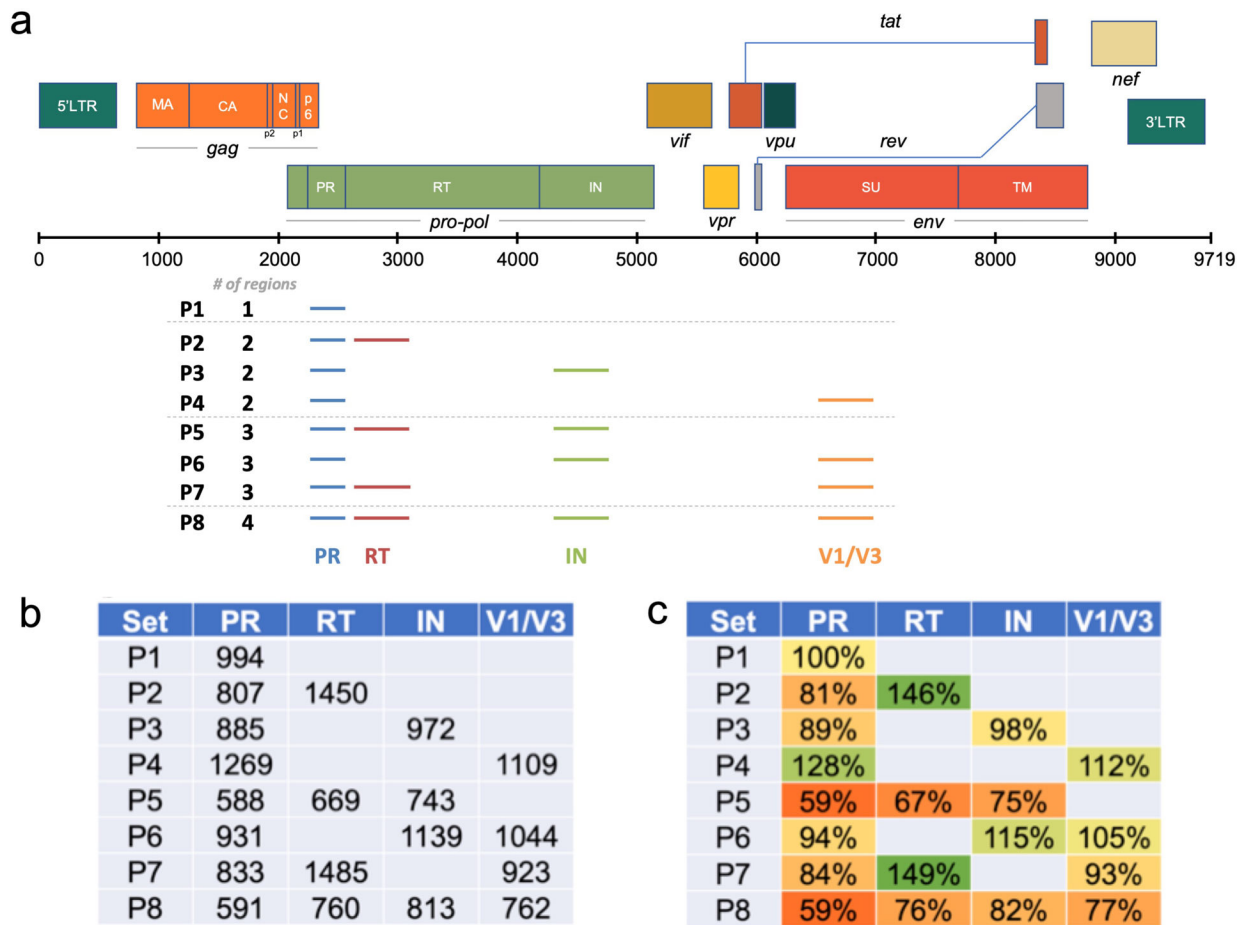 a
tat
nef
5'LTR
MA CA p2 NC p1 p6
gag
vif
vpu
rev
3'LTR
PR RT IN
pro-pol
vpr
SU TM
env
0 1000 2000 3000 4000 5000 6000 7000 8000 9000 9719
# of regions
P1 1
P2 2
P3 2
P4 2
P5 3
P6 3
P7 3
P8 4
PR RT IN V1/V3
b
Set PR RT IN V1/V3
P1 994
P2 807 1450
P3 885 972
P4 1269 1109
P5 588 669 743
P6 931 1139 1044
P7 833 1485 923
P8 591 760 813 762
c
Set PR RT IN V1/V3
P1 100%
P2 81% 146%
P3 89% 98%
P4 128% 112%
P5 59% 67% 75%
P6 94% 115% 105%
P7 84% 149% 93%
P8 59% 76% 82% 77%